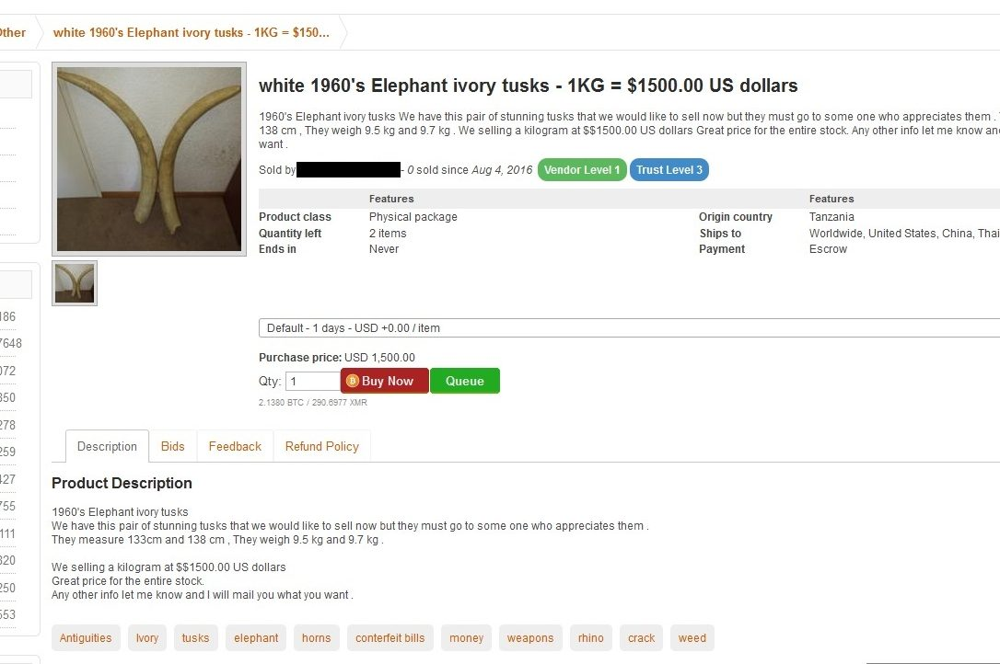 Other
white 1960's Elephant ivory tusks - 1KG = $150...
white 1960's Elephant ivory tusks - 1KG = $1500.00 US dollars
1960's Elephant ivory tusks We have this pair of stunning tusks that we would like to sell now but they must go to some one who appreciates them .
138 cm , They weigh 9.5 kg and 9.7 kg . We selling a kilogram at $$1500.00 US dollars Great price for the entire stock. Any other info let me know and
want .
Sold by - 0 sold since Aug 4, 2016 Vendor Level 1 Trust Level 3
Features Features
Product class Physical package Origin country Tanzania
Quantity left 2 items Ships to Worldwide, United States, China, Thai
Ends in Never Payment Escrow
Default - 1 days - USD +0.00 / item
Purchase price: USD 1,500.00
Qty: 1 Buy Now Queue
2.1380 BTC / 290.6977 XMR
Description Bids Feedback Refund Policy
Product Description
1960's Elephant ivory tusks
We have this pair of stunning tusks that we would like to sell now but they must go to some one who appreciates them .
They measure 133cm and 138 cm , They weigh 9.5 kg and 9.7 kg .
We selling a kilogram at $$1500.00 US dollars
Great price for the entire stock.
Any other info let me know and I will mail you what you want .
Antiguities Ivory tusks elephant horns conterfeit bills money weapons rhino crack weed
186
7648
072
350
278
259
427
755
111
320
250
553